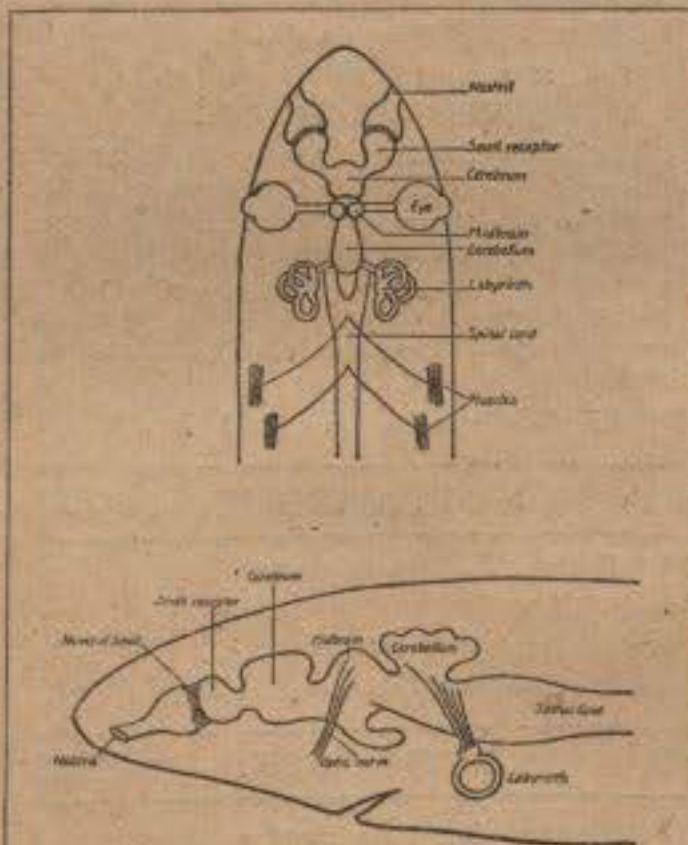 Nostril
Smell receptor
Cerebrum
Eye
Midbrain
Cerebellum
Labyrinth
Spinal cord
Muscles
Cerebrum
Smell receptor
Nerve of Smell
Midbrain
Cerebellum
Spinal Cord
Nostril
Optic nerve
Labyrinth